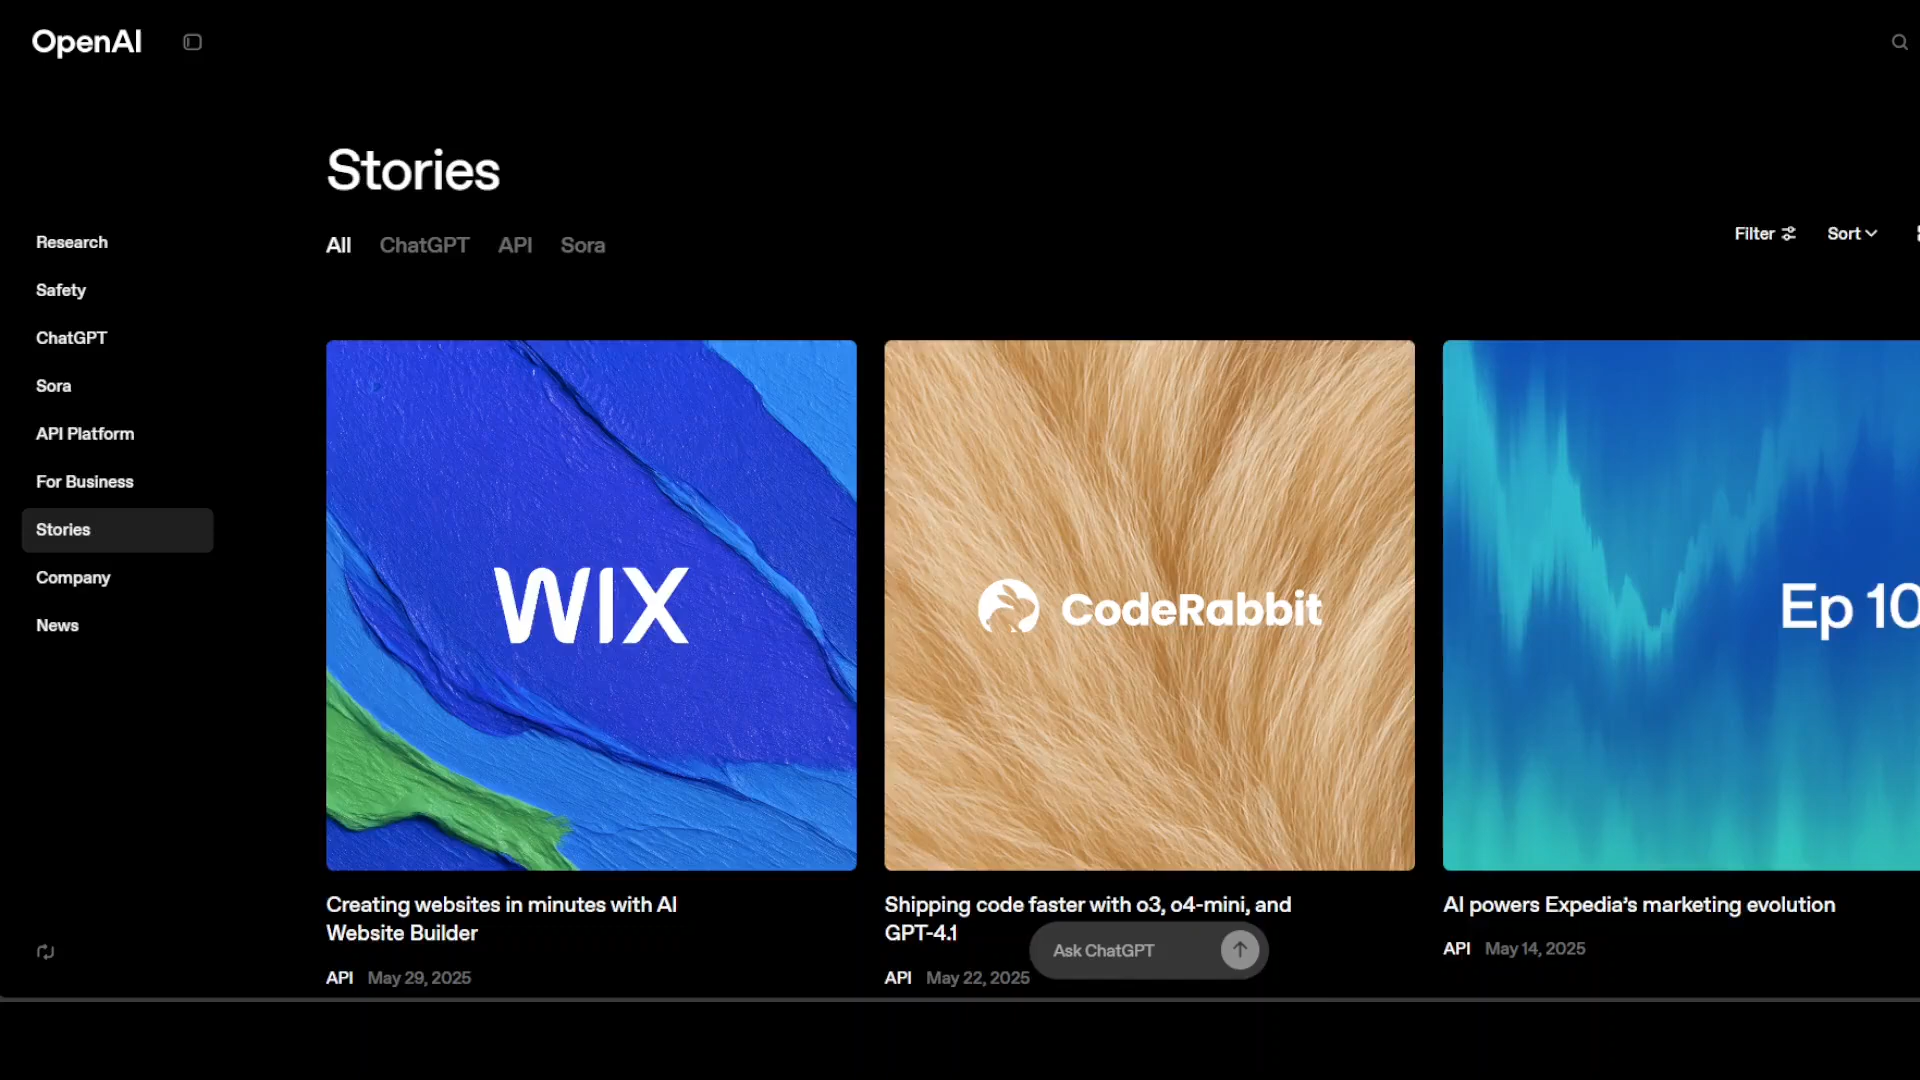 OpenAI
Stories
All ChatGPT API Sora
Filter Sort
Research
Safety
ChatGPT
Sora
API Platform
For Business
Stories
Company
News
WIX
CodeRabbit
Ep 10
Creating websites in minutes with AI
Website Builder
API May 29, 2025
Shipping code faster with o3, o4-mini, and
GPT-4.1
API May 22, 2025
AI powers Expedia’s marketing evolution
API May 14, 2025
Ask ChatGPT